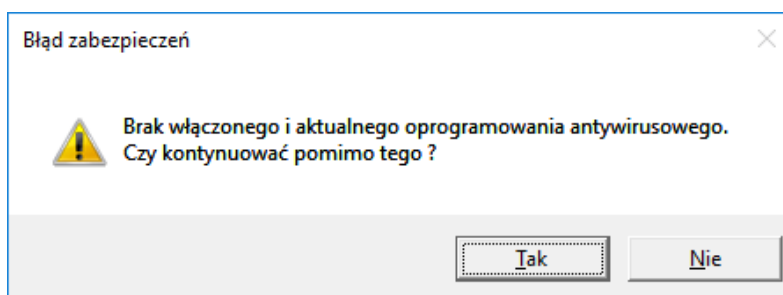 Błąd zabezpieczeń
Brak włączonego i aktualnego oprogramowania antywirusowego.
Czy kontynuować pomimo tego ?
Tak
Nie